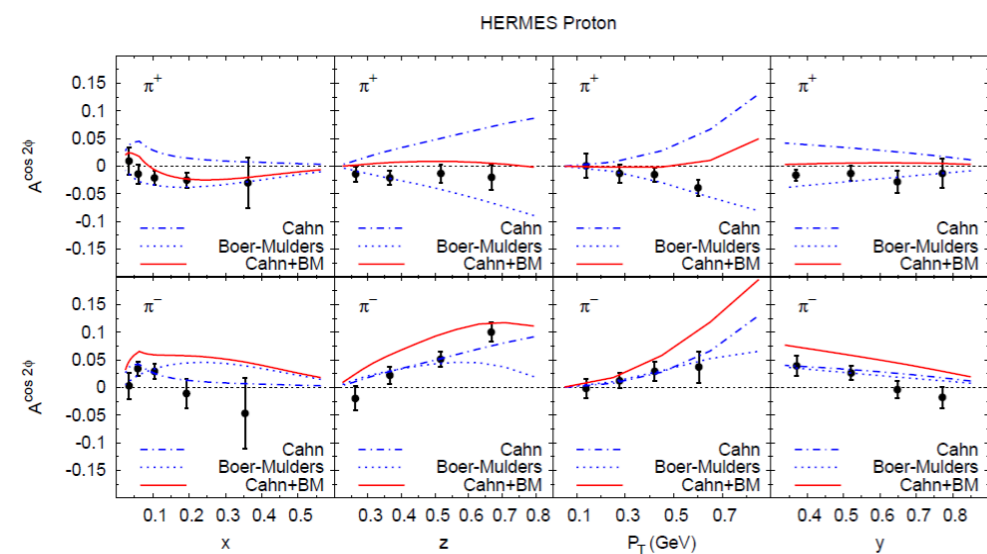 HERMES Proton
0.15 π+ π+ π+ π+
0.1
0.05
0
-0.05
-0.1
-0.15
A^cos 2ϕ
Cahn Cahn Cahn Cahn
Boer-Mulders Boer-Mulders Boer-Mulders Boer-Mulders
Cahn+BM Cahn+BM Cahn+BM Cahn+BM
0.15 π− π− π− π−
0.1
0.05
0
-0.05
-0.1
-0.15
A^cos 2ϕ
Cahn Cahn Cahn Cahn
Boer-Mulders Boer-Mulders Boer-Mulders Boer-Mulders
Cahn+BM Cahn+BM Cahn+BM Cahn+BM
0.1 0.2 0.3 0.4 0.5 0.3 0.4 0.5 0.6 0.7 0.8 0.1 0.3 0.5 0.7 0.4 0.5 0.6 0.7 0.8 0.9
x z P_T (GeV) y